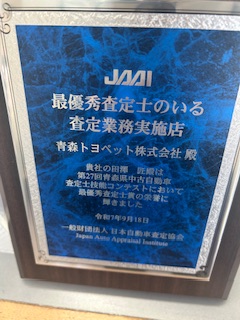 JAAI
最優秀査定士のいる
査定業務実施店
青森トヨペット株式会社 殿
貴社の田澤 匠殿は
第27回青森県中古自動車
査定士技能コンテストにおいて
最優秀査定士賞の栄誉に
輝きました
令和7年9月18日
一般財団法人 日本自動車査定協会
Japan Auto Appraisal Institute